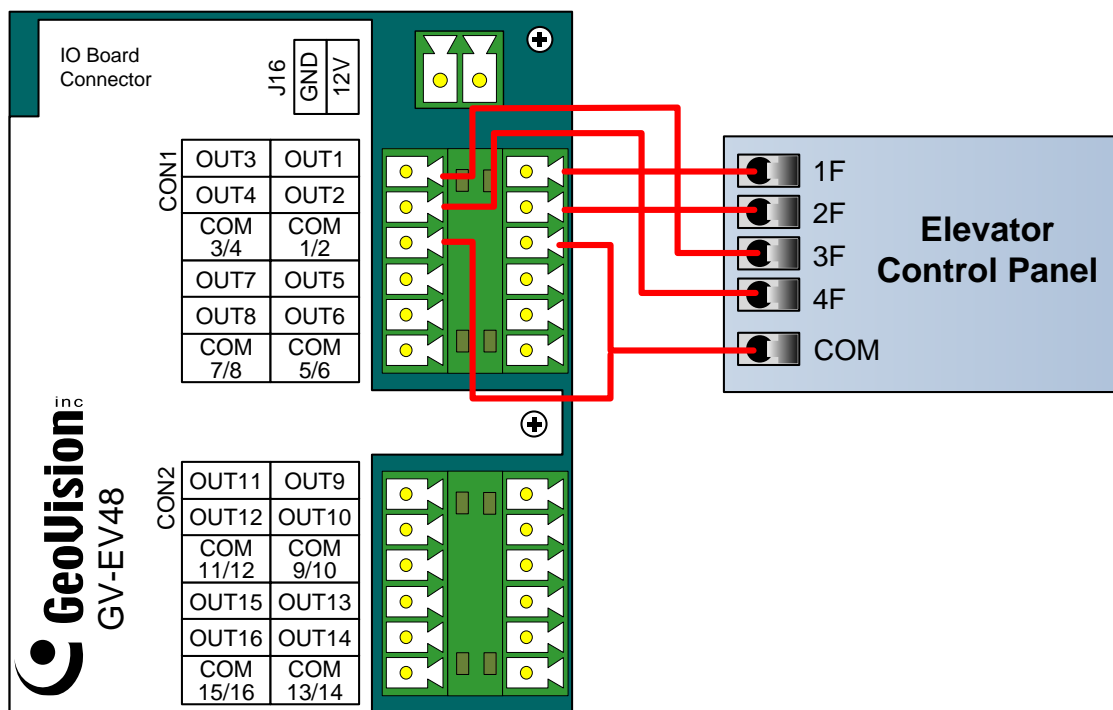 IO Board
Connector
J16
GND
12V
CON1
OUT3 OUT1
OUT4 OUT2
COM 3/4 COM 1/2
OUT7 OUT5
OUT8 OUT6
COM 7/8 COM 5/6
1F
2F
3F
4F
COM
Elevator
Control Panel
CON2
OUT11 OUT9
OUT12 OUT10
COM 11/12 COM 9/10
OUT15 OUT13
OUT16 OUT14
COM 15/16 COM 13/14
GeoVision inc
GV-EV48